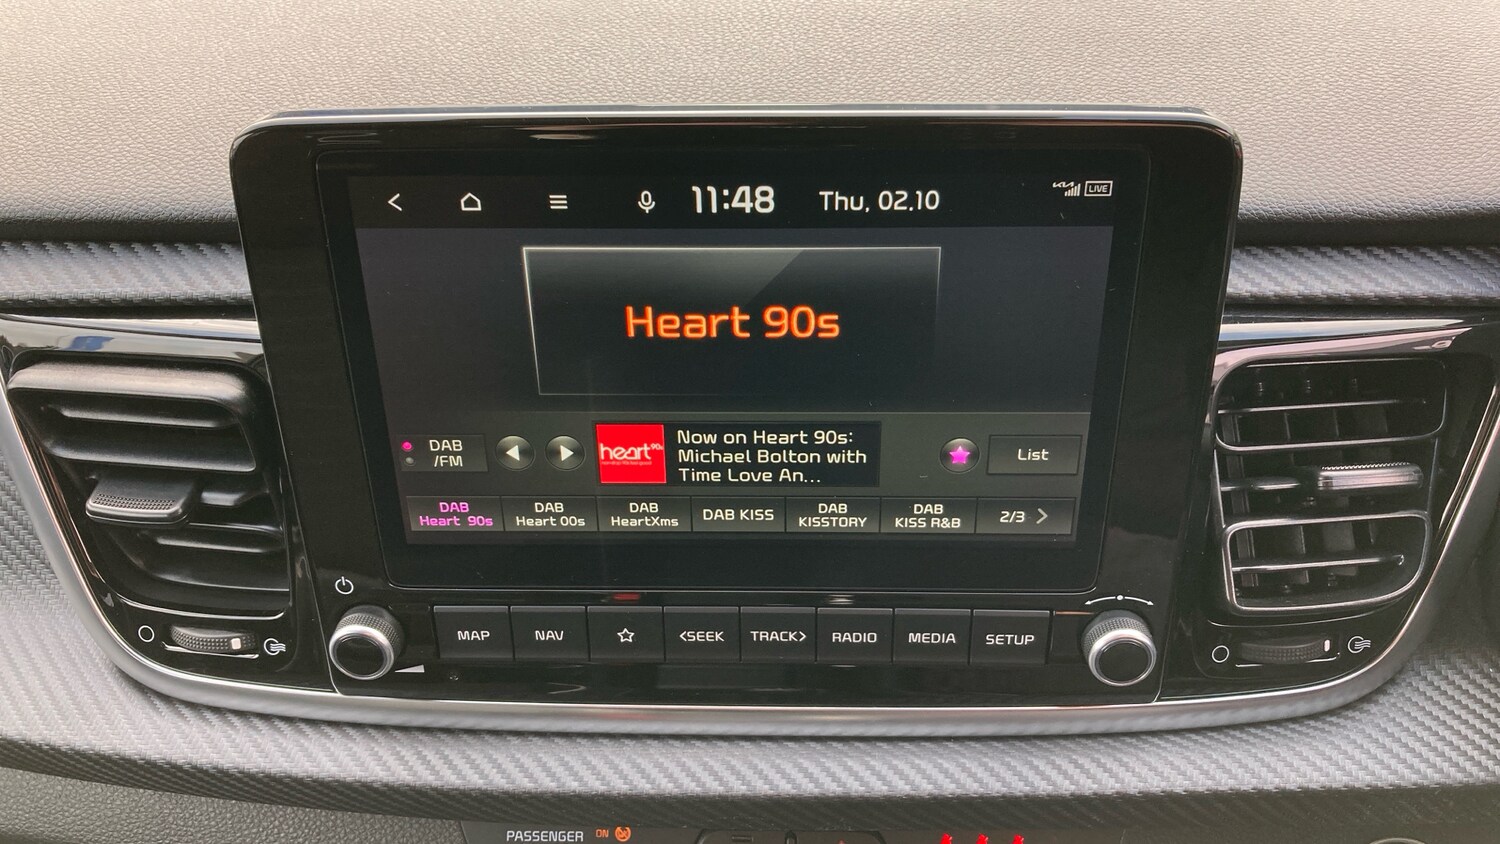 11:48
Thu, 02.10
LIVE
Heart 90s
DAB
/FM
heart 90s
Now on Heart 90s:
Michael Bolton with
Time Love An...
List
DAB
Heart 90s
DAB
Heart 00s
DAB
HeartXms
DAB KISS
DAB
KISSTORY
DAB
KISS R&B
2/3 >
MAP
NAV
<SEEK
TRACK>
RADIO
MEDIA
SETUP
PASSENGER
ON